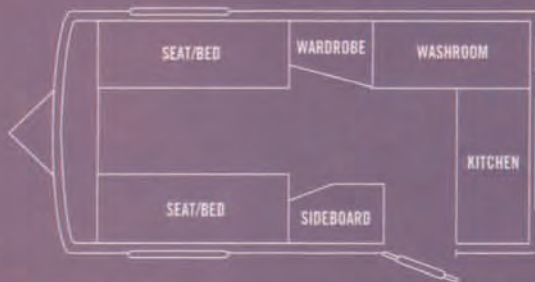 SEAT/BED
WARDROBE
WASHROOM
KITCHEN
SEAT/BED
SIDEBOARD